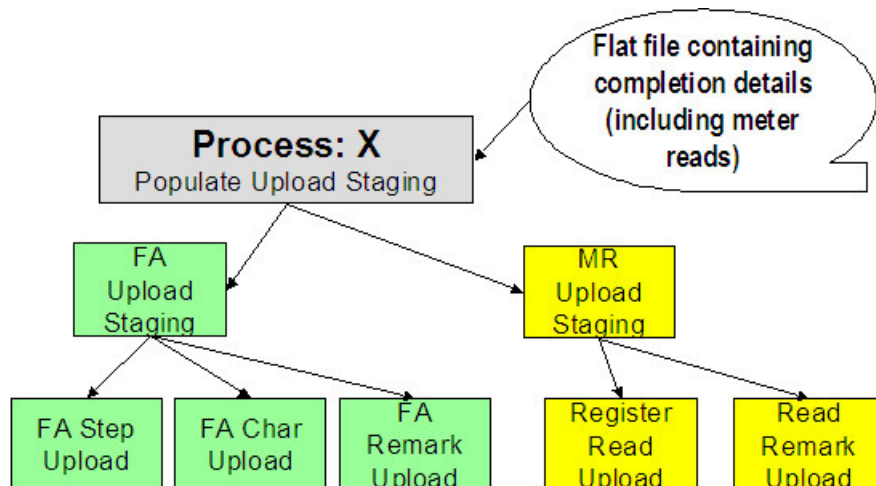 Flat file containing
completion details
(including meter
reads)
Process: X
Populate Upload Staging
FA
Upload
Staging
MR
Upload
Staging
FA Step
Upload
FA Char
Upload
FA
Remark
Upload
Register
Read
Upload
Read
Remark
Upload